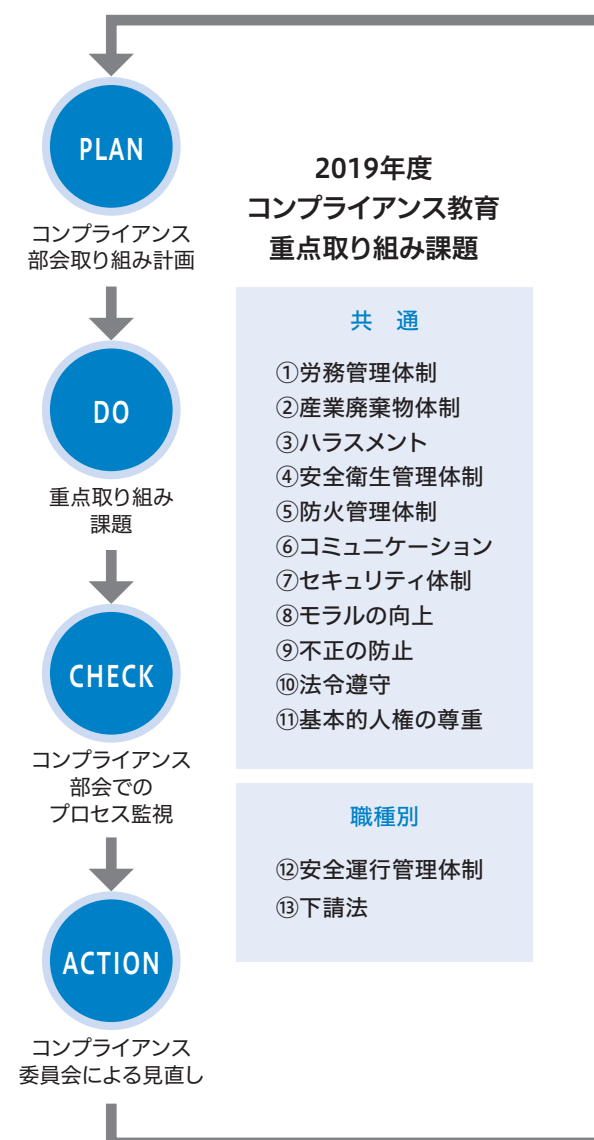 PLAN
コンプライアンス
部会取り組み計画
DO
重点取り組み
課題
CHECK
コンプライアンス
部会での
プロセス監視
ACTION
コンプライアンス
委員会による見直し
2019年度
コンプライアンス教育
重点取り組み課題
共 通
①労務管理体制
②産業廃棄物体制
③ハラスメント
④安全衛生管理体制
⑤防火管理体制
⑥コミュニケーション
⑦セキュリティ体制
⑧モラルの向上
⑨不正の防止
⑩法令遵守
⑪基本的人権の尊重
職種別
⑫安全運行管理体制
⑬下請法